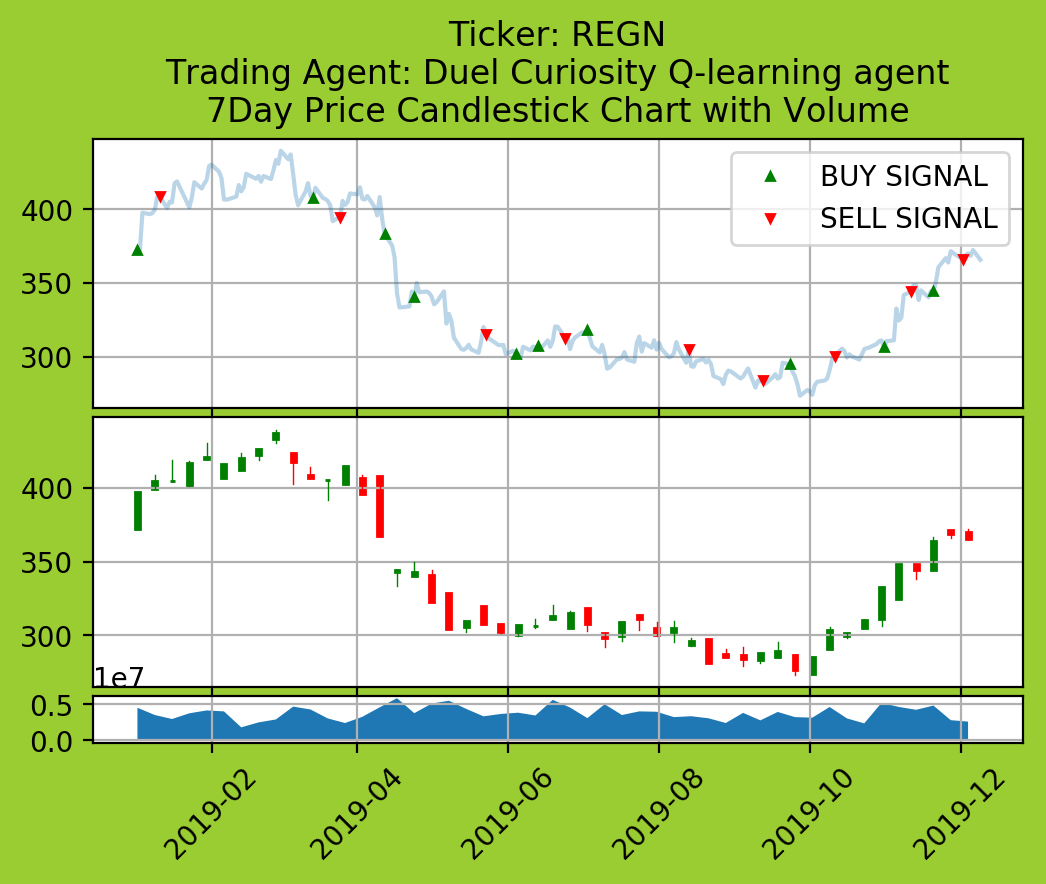 Ticker: REGN
Trading Agent: Duel Curiosity Q-learning agent
7Day Price Candlestick Chart with Volume
BUY SIGNAL
SELL SIGNAL
400
350
300
400
350
300
1e7
0.5
0.0
2019-02
2019-04
2019-06
2019-08
2019-10
2019-12